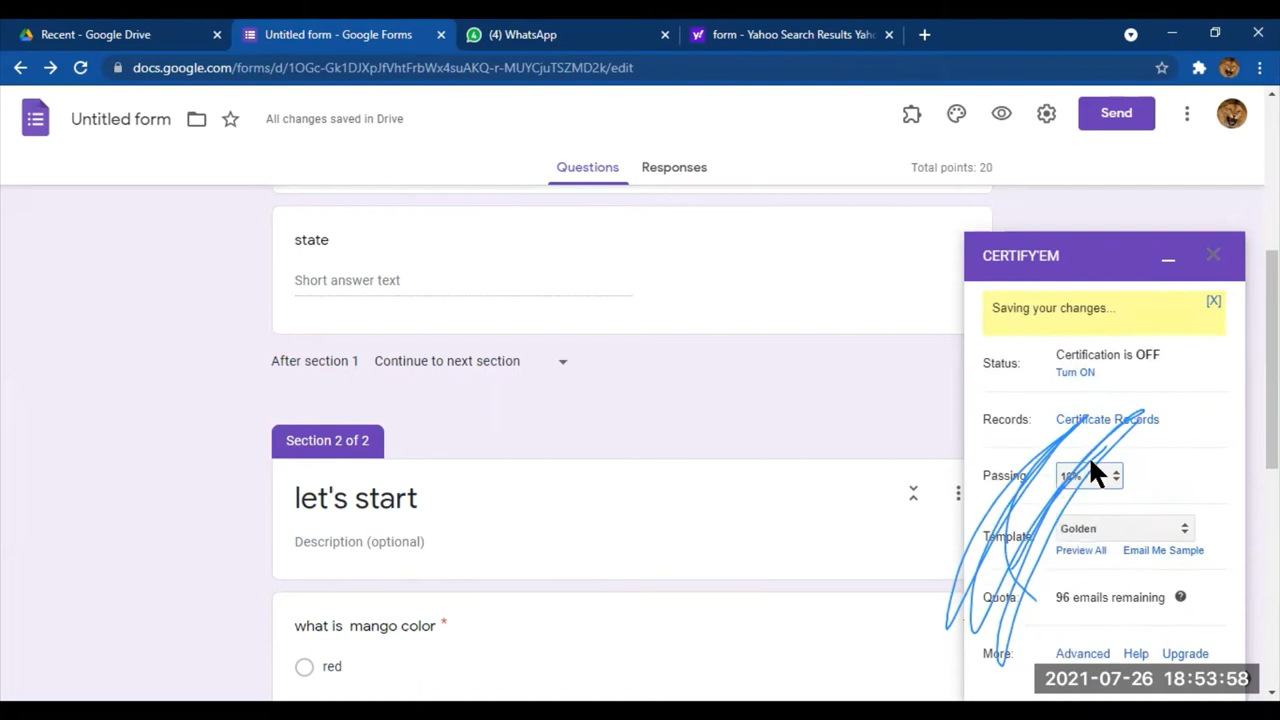 Recent - Google Drive
Untitled form - Google Forms
(4) WhatsApp
form - Yahoo Search Results Yaho
docs.google.com/forms/d/1OGc-Gk1DJXpJfVhtFrbWx4suAKQ-r-MUYCjuTSZMD2k/edit
Untitled form
All changes saved in Drive
Send
Questions
Responses
Total points: 20
state
Short answer text
After section 1 Continue to next section
Section 2 of 2
let's start
Description (optional)
what is mango color *
red
CERTIFY'EM
Saving your changes...
[X]
Status:
Certification is OFF
Turn ON
Records:
Certificate Records
Passing
Template:
Golden
Preview All
Email Me Sample
Quota:
96 emails remaining
More:
Advanced
Help
Upgrade
2021-07-26 18:53:58